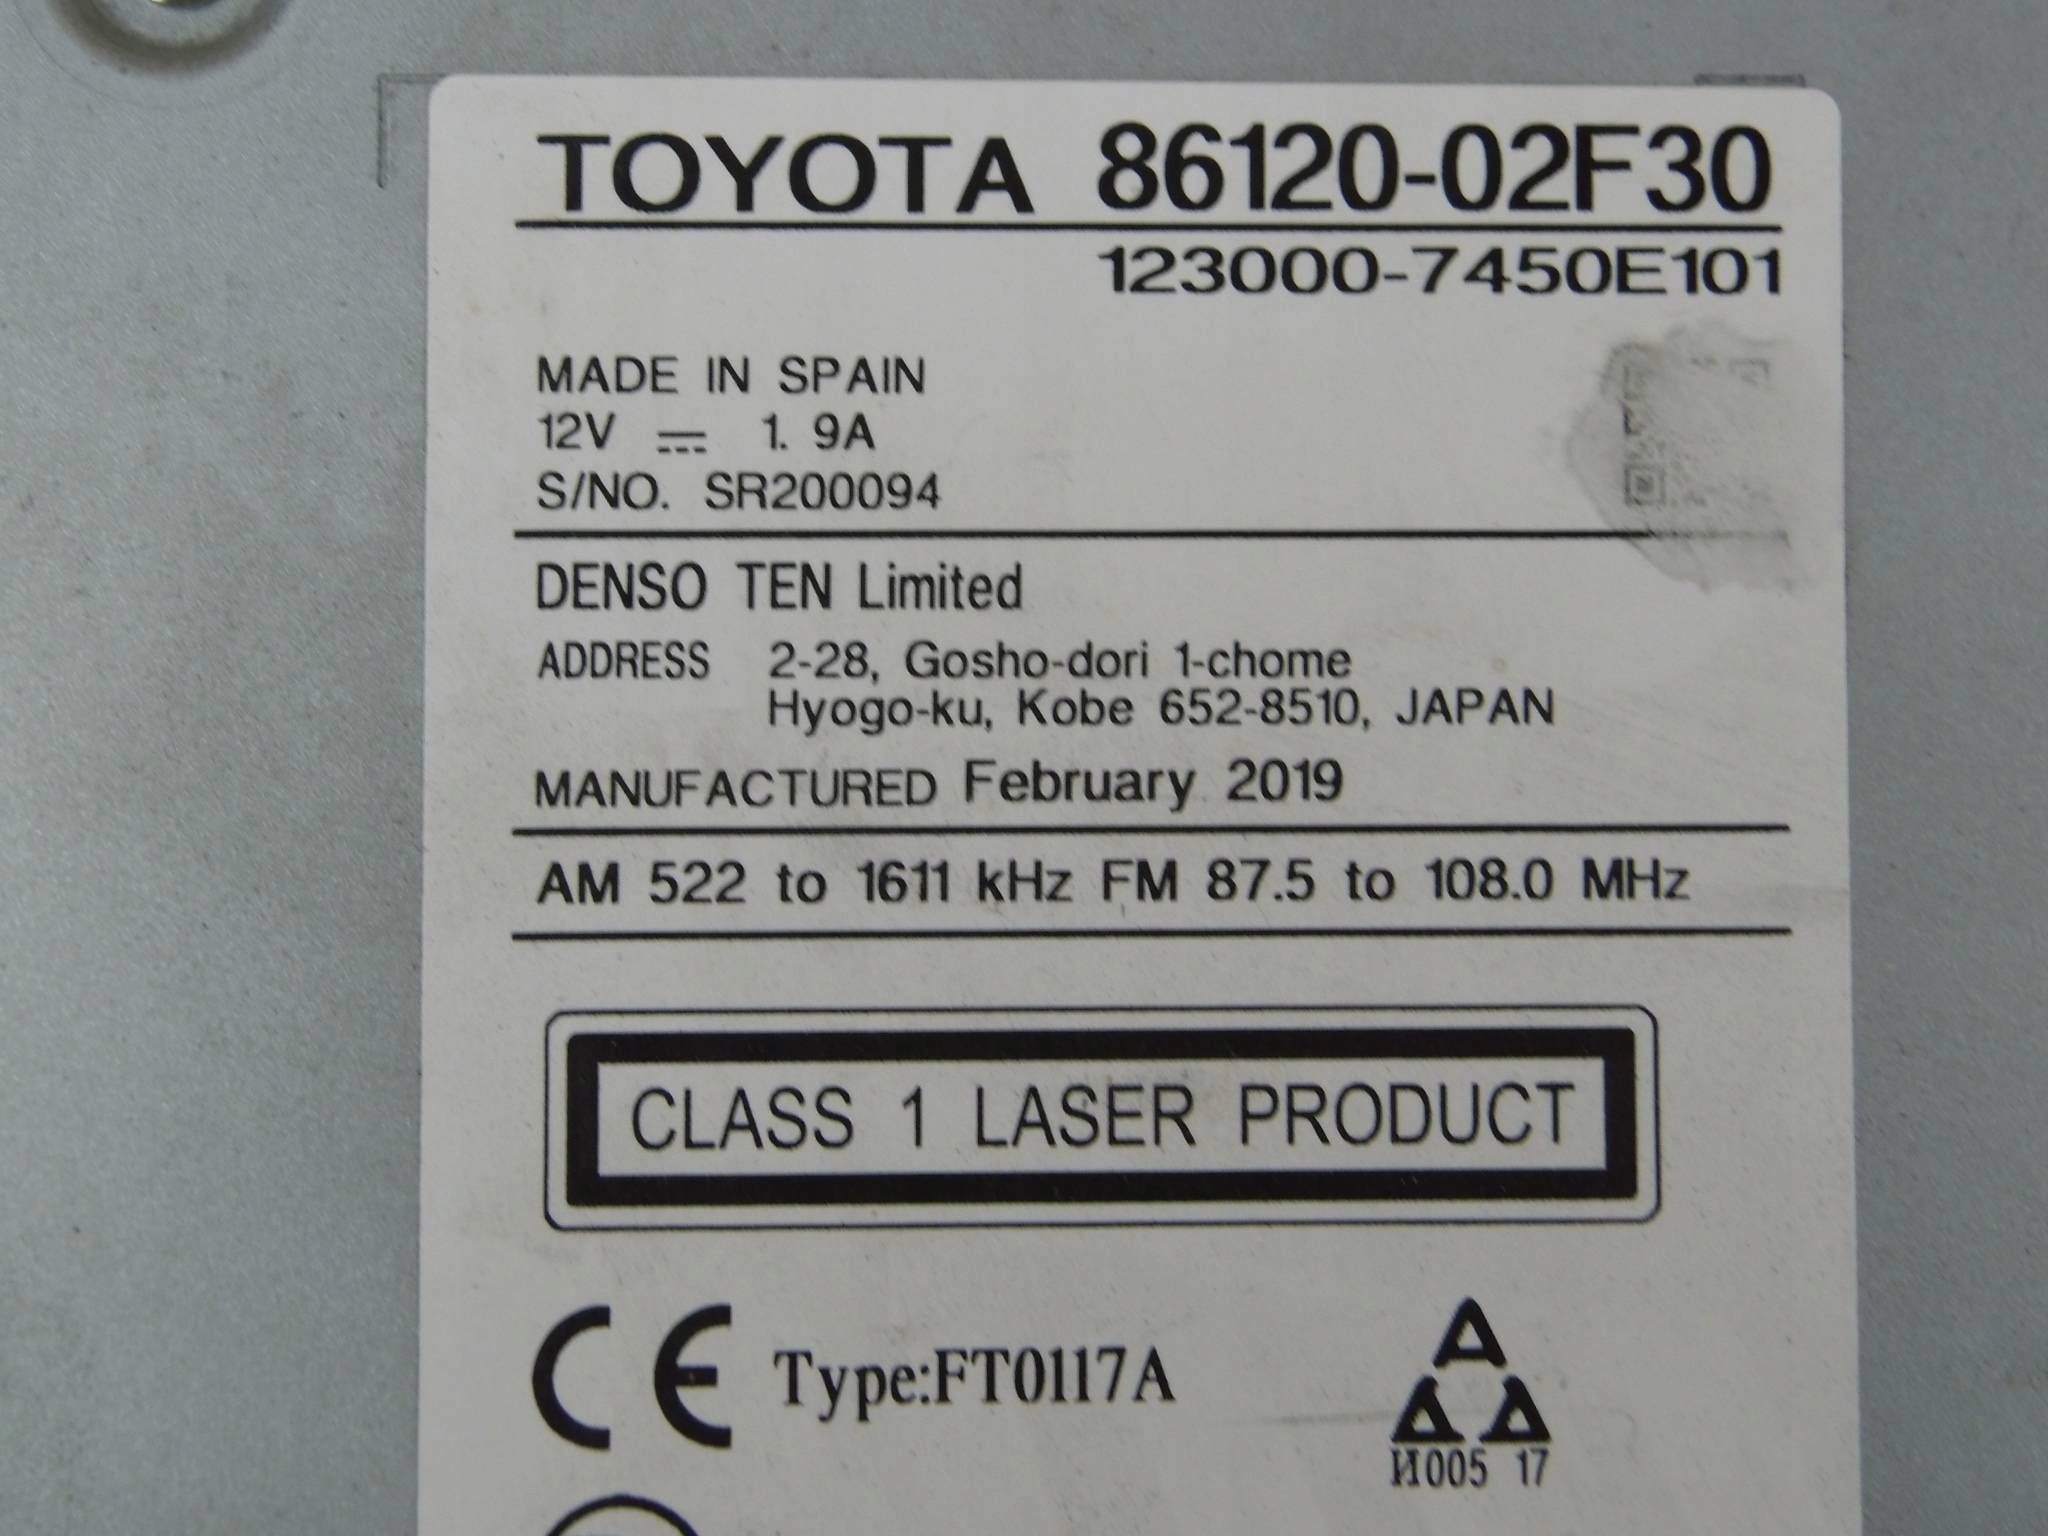 TOYOTA 86120-02F30
123000-7450E101
MADE IN SPAIN
12V ⎓ 1. 9A
S/NO. SR200094
DENSO TEN Limited
ADDRESS 2-28, Gosho-dori 1-chome
Hyogo-ku, Kobe 652-8510, JAPAN
MANUFACTURED February 2019
AM 522 to 1611 kHz FM 87.5 to 108.0 MHz
CLASS 1 LASER PRODUCT
CE Type:FT0117A
И005 17